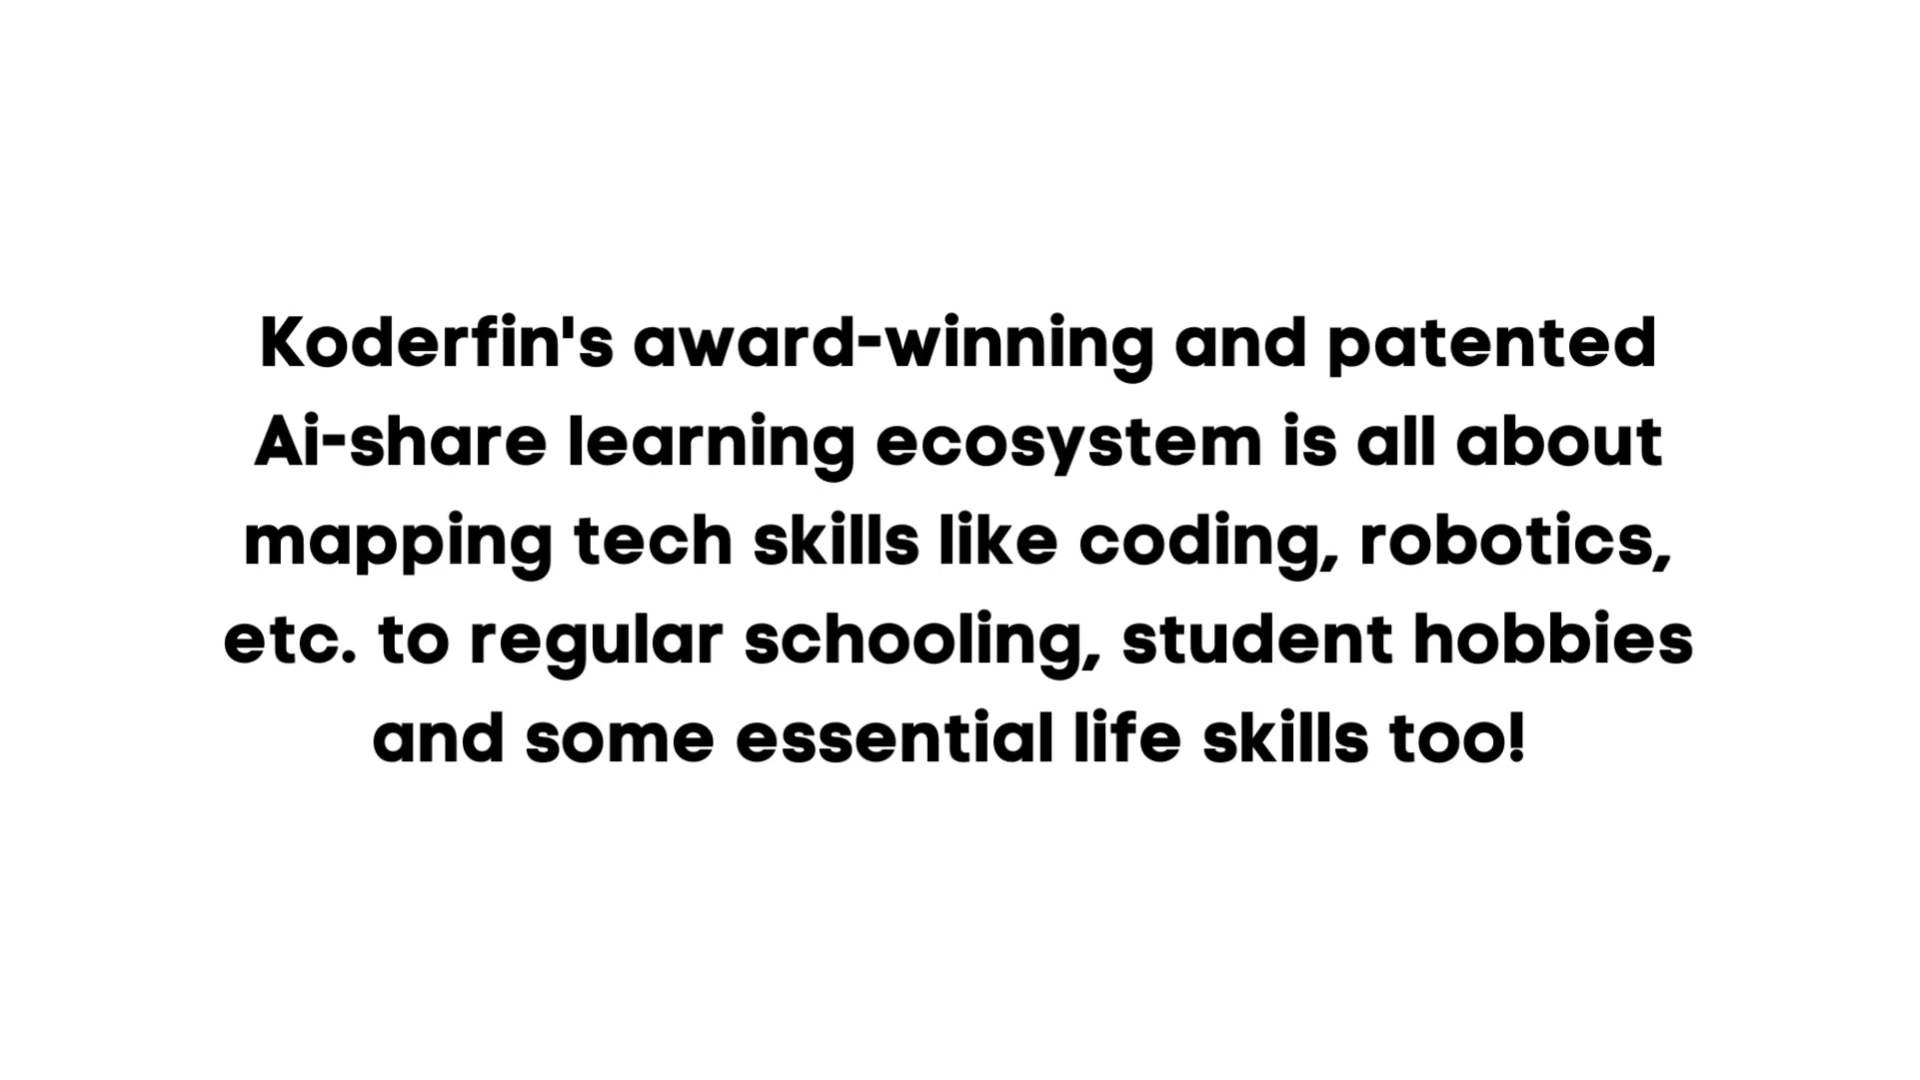 Koderfin's award-winning and patented
Ai-share learning ecosystem is all about
mapping tech skills like coding, robotics,
etc. to regular schooling, student hobbies
and some essential life skills too!